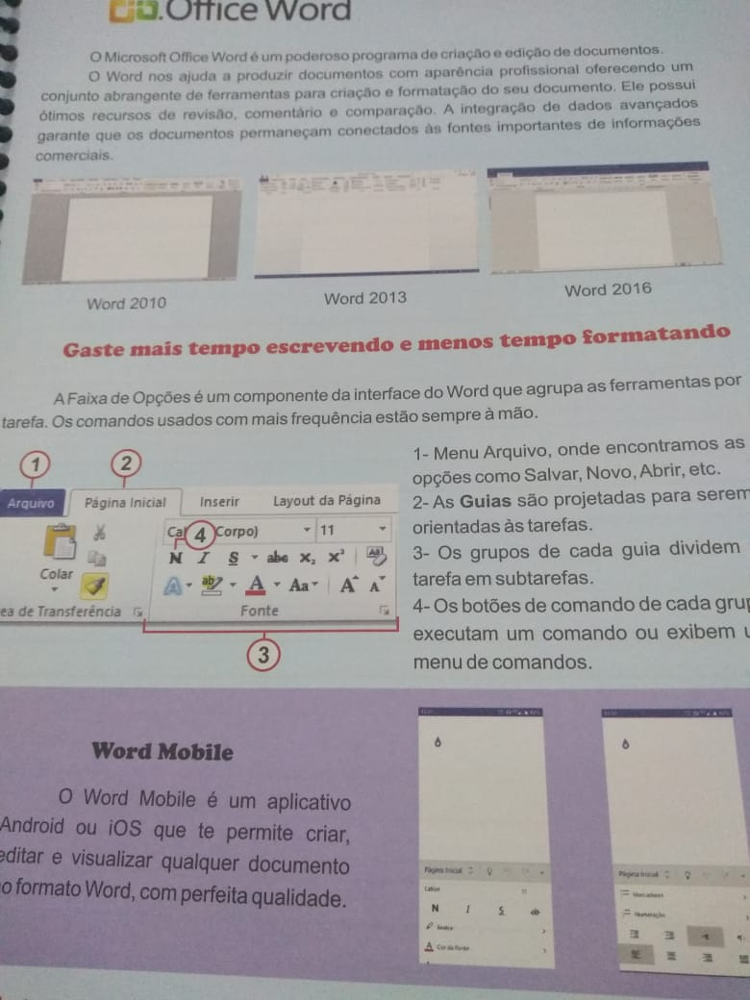 Office Word
O Microsoft Office Word é um poderoso programa de criação e edição de documentos.
O Word nos ajuda a produzir documentos com aparência profissional oferecendo um
conjunto abrangente de ferramentas para criação e formatação do seu documento. Ele possui
ótimos recursos de revisão, comentário e comparação. A integração de dados avançados
garante que os documentos permaneçam conectados às fontes importantes de informações
comerciais.
Word 2010
Word 2013
Word 2016
Gaste mais tempo escrevendo e menos tempo formatando
A Faixa de Opções é um componente da interface do Word que agrupa as ferramentas por
tarefa. Os comandos usados com mais frequência estão sempre à mão.
1
2
Arquivo
Página Inicial
Inserir
Layout da Página
4
Corpo)
11
N I S abc x₂ x²
Colar
A ab A Aa A A
ea de Transferência
Fonte
3
1- Menu Arquivo, onde encontramos as
opções como Salvar, Novo, Abrir, etc.
2- As Guias são projetadas para serem
orientadas às tarefas.
3- Os grupos de cada guia dividem
tarefa em subtarefas.
4- Os botões de comando de cada gru
executam um comando ou exibem
menu de comandos.
Word Mobile
O Word Mobile é um aplicativo
Android ou iOS que te permite criar,
editar e visualizar qualquer documento
o formato Word, com perfeita qualidade.
Página Inicial
11
N I S
Cor da Fonte
Página Inicial
Marcadores
Numeração